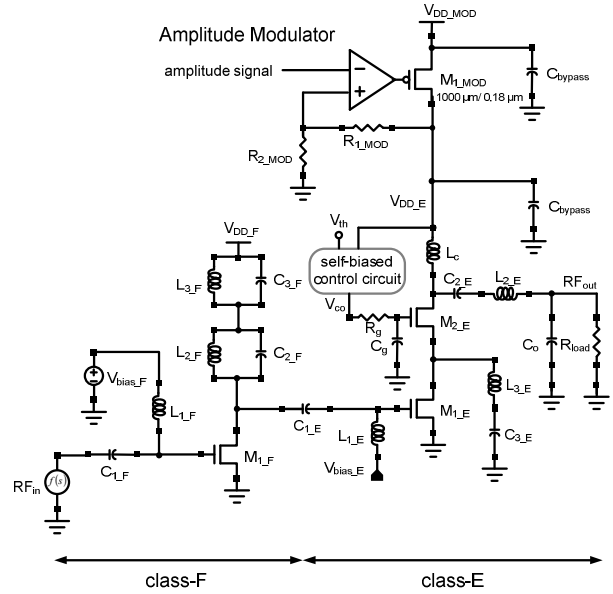 V_DD_MOD
Amplitude Modulator
amplitude signal
−
+
M_1_MOD
1000 µm/ 0,18 µm
C_bypass
R_1_MOD
R_2_MOD
V_DD_E
C_bypass
V_th
V_DD_F
self-biased
control circuit
L_c
L_3_F
C_3_F
V_co
C_2_E
L_2_E
RF_out
R_g
M_2_E
C_g
C_o
R_load
L_2_F
C_2_F
V_bias_F
L_3_E
L_1_F
C_1_E
L_1_E
M_1_E
C_3_E
M_1_F
C_1_F
V_bias_E
RF_in
f(s)
class-F
class-E